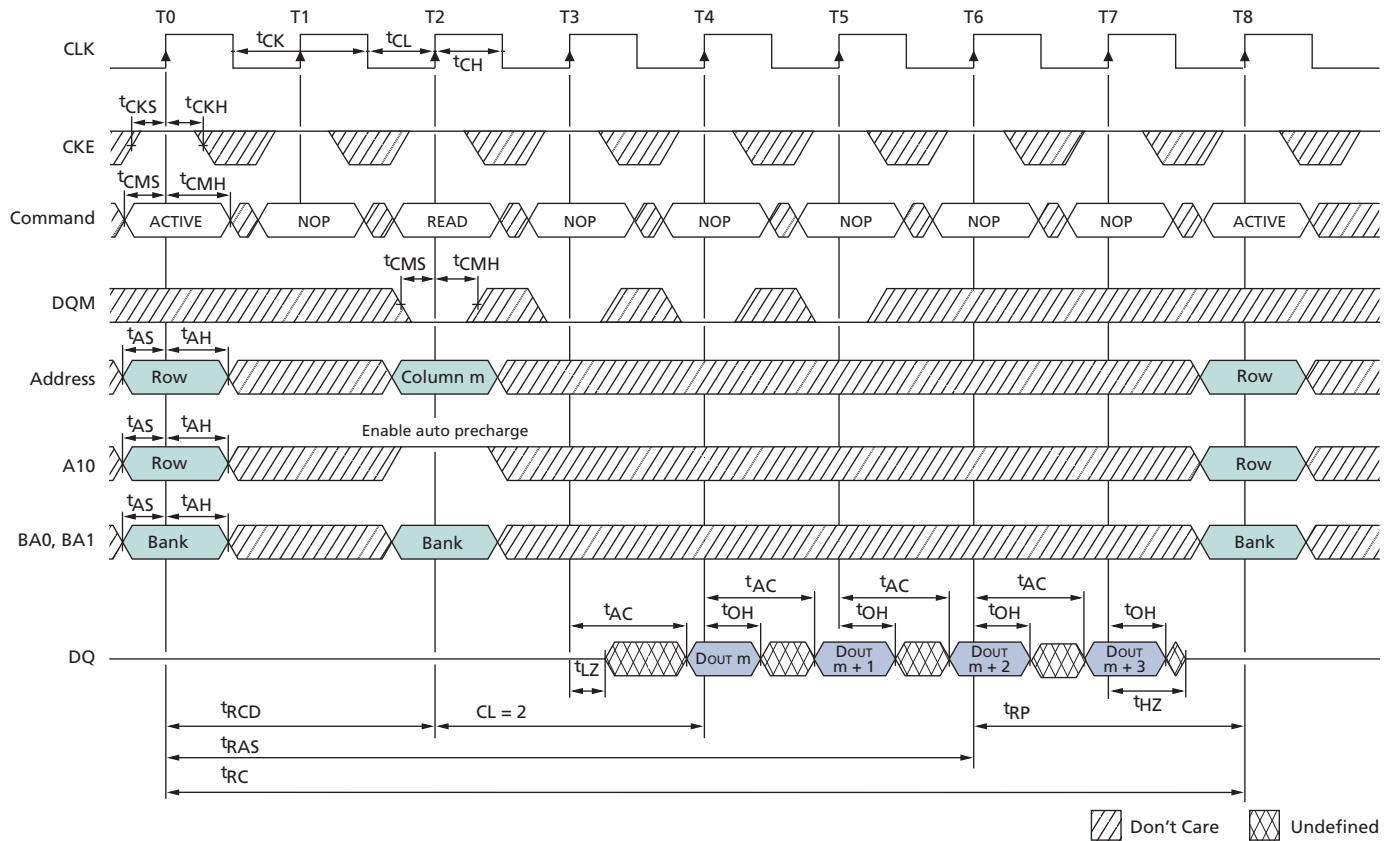 T0 T1 T2 T3 T4 T5 T6 T7 T8
CLK
tCK tCL
tCH
tCKS tCKH
CKE
tCMS tCMH
Command ACTIVE NOP READ NOP NOP NOP NOP NOP ACTIVE
tCMS tCMH
DQM
tAS tAH
Address Row Column m Row
tAS tAH
Enable auto precharge
A10 Row Row
tAS tAH
BA0, BA1 Bank Bank Bank
tAC tAC tAC
tAC tOH tOH tOH tOH
DQ DOUT m DOUT m + 1 DOUT m + 2 DOUT m + 3
tLZ tHZ
tRCD CL = 2 tRP
tRAS
tRC
Don't Care Undefined